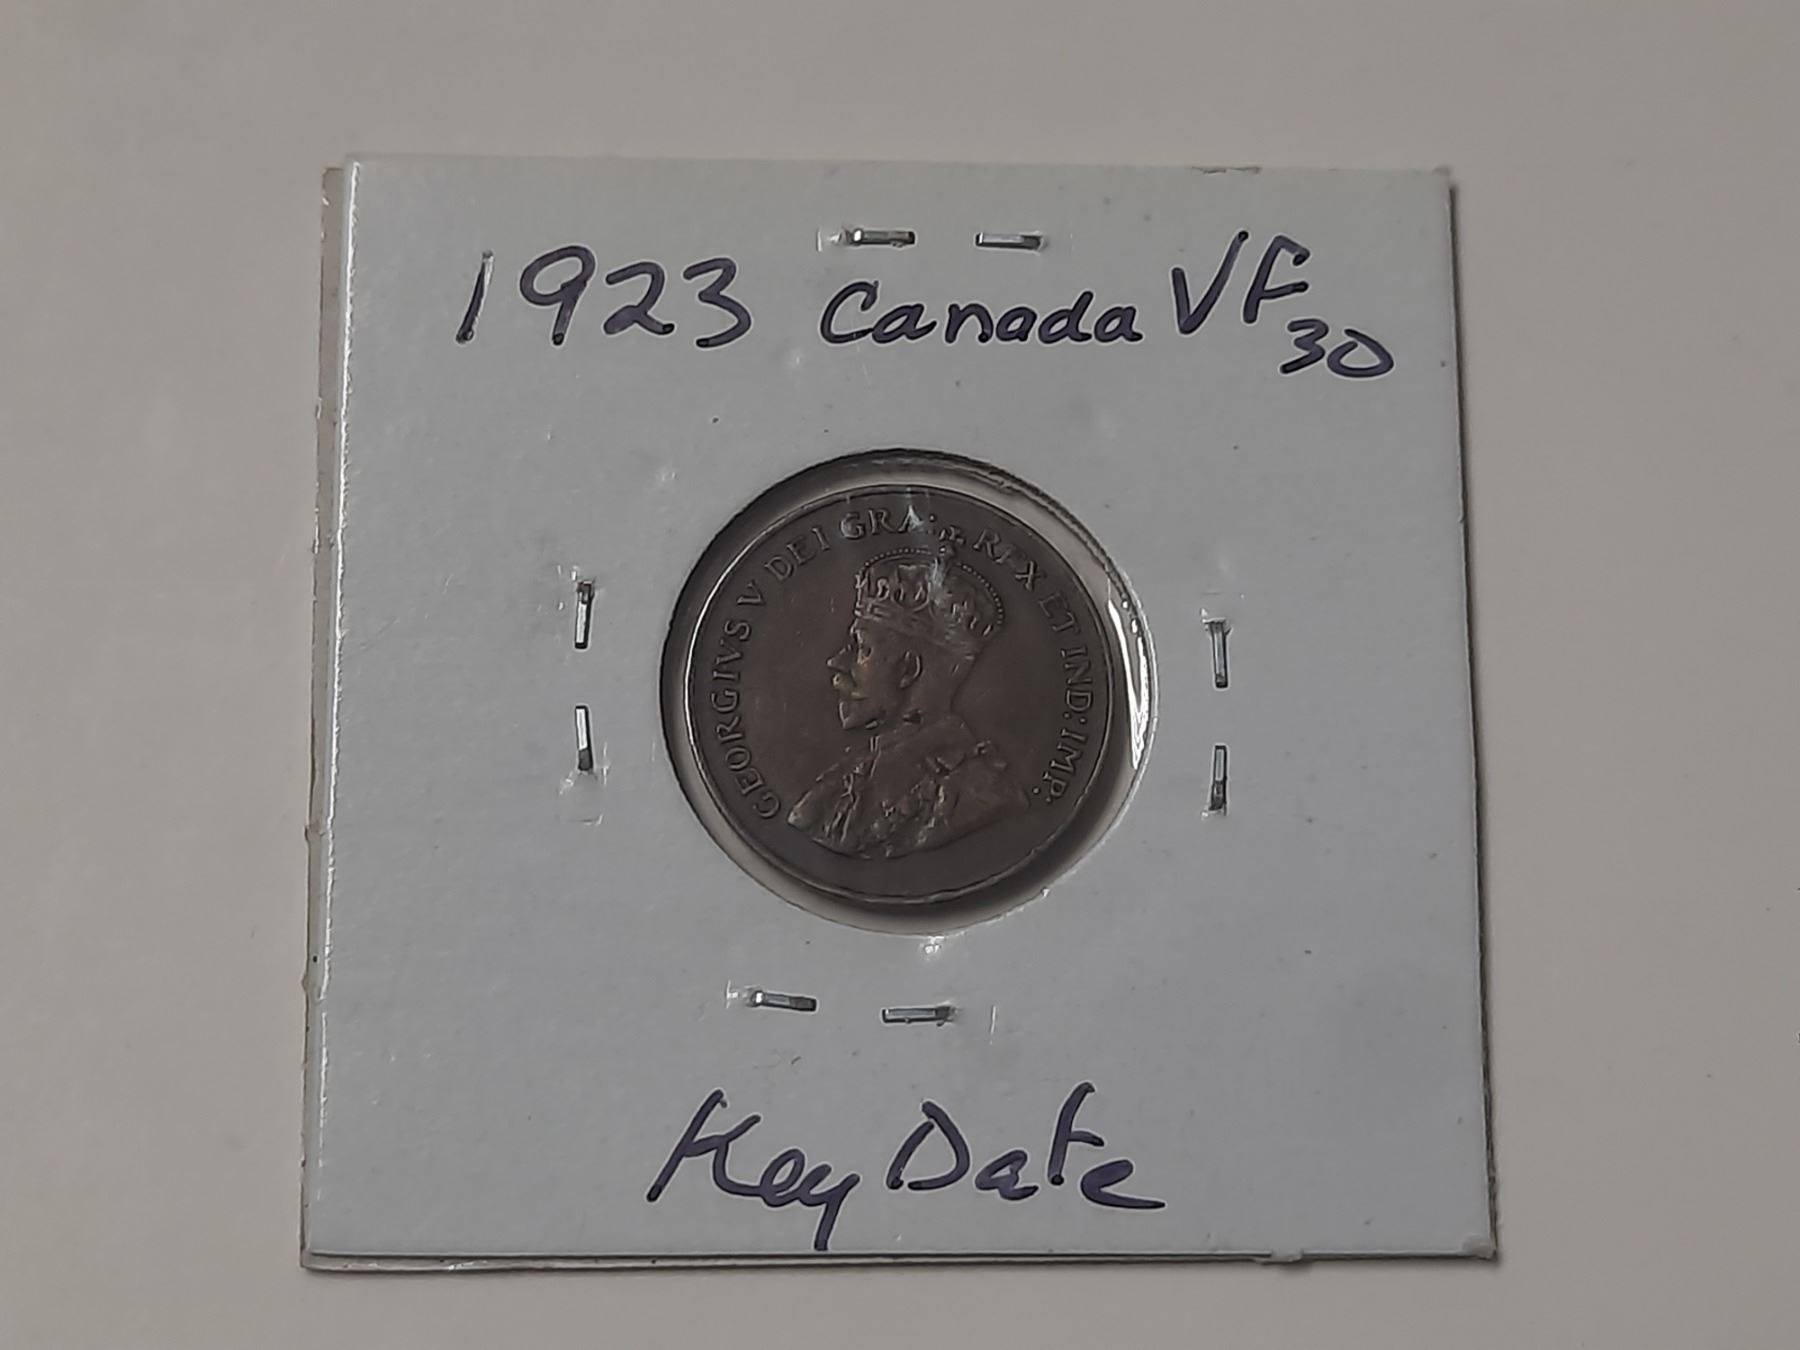 1923 Canada VF30
GEORGIVS V DEI GRA: REX ET IND: IMP:
Key Date